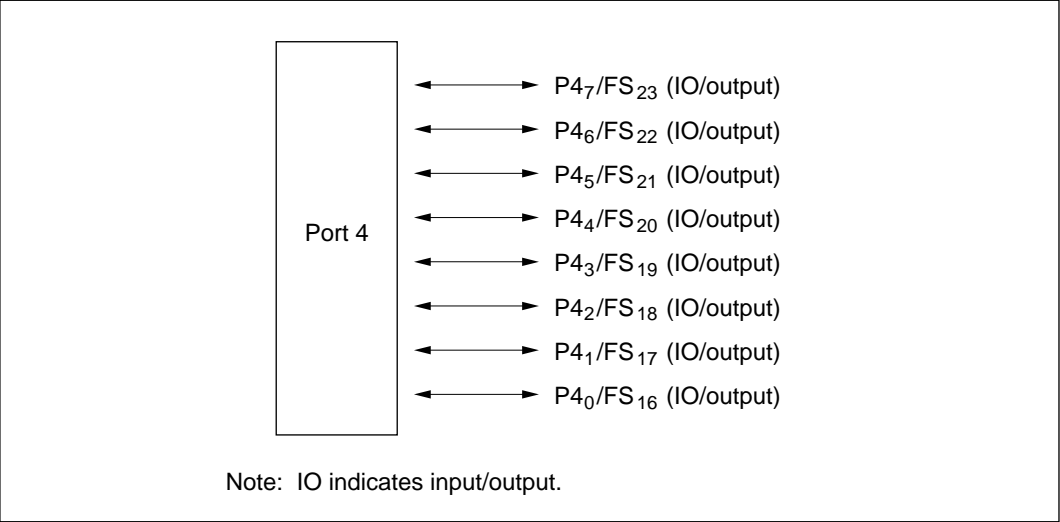 P4₇/FS₂₃ (IO/output)
P4₆/FS₂₂ (IO/output)
P4₅/FS₂₁ (IO/output)
P4₄/FS₂₀ (IO/output)
Port 4
P4₃/FS₁₉ (IO/output)
P4₂/FS₁₈ (IO/output)
P4₁/FS₁₇ (IO/output)
P4₀/FS₁₆ (IO/output)
Note: IO indicates input/output.